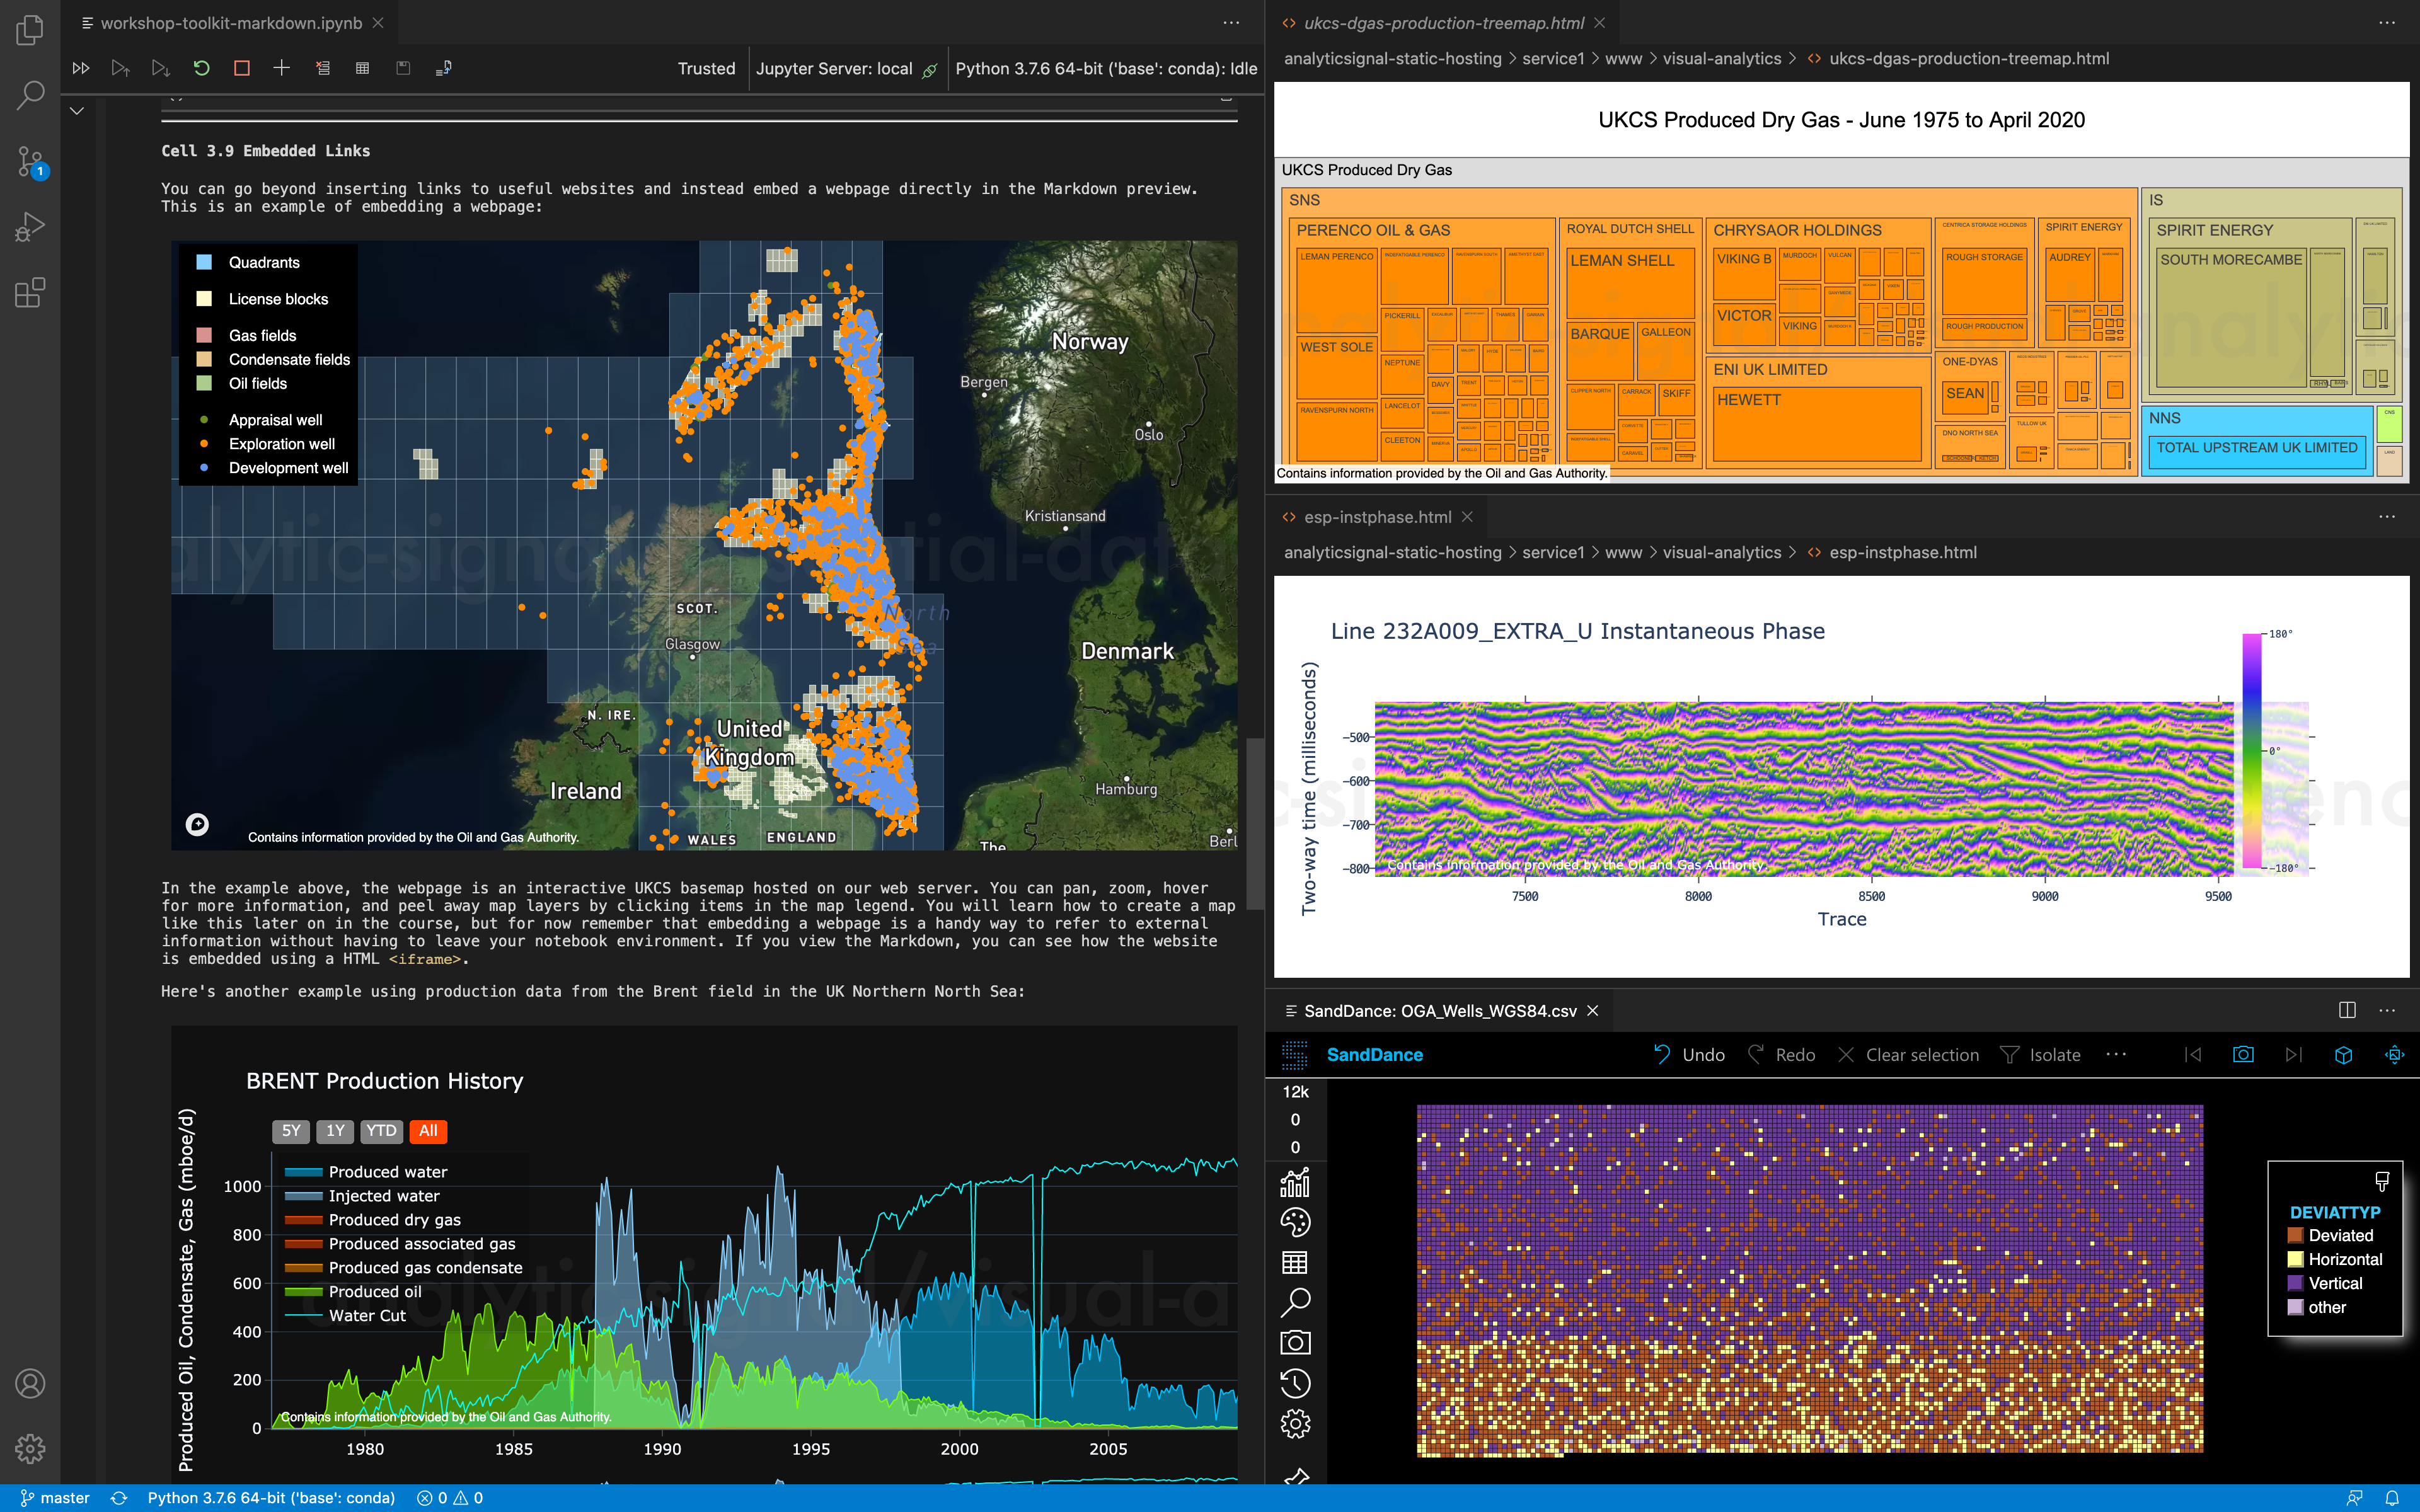 workshop-toolkit-markdown.ipynb
Trusted
Jupyter Server: local
Python 3.7.6 64-bit ('base': conda): Idle
1
Cell 3.9 Embedded Links
You can go beyond inserting links to useful websites and instead embed a webpage directly in the Markdown preview.
This is an example of embedding a webpage:
Quadrants
License blocks
Gas fields
Condensate fields
Oil fields
Appraisal well
Exploration well
Development well
Norway
Bergen
Oslo
Kristiansand
SCOT.
Glasgow
North
Sea
Denmark
N. IRE.
United
Kingdom
Ireland
Hamburg
WALES
ENGLAND
The
Berl
Contains information provided by the Oil and Gas Authority.
In the example above, the webpage is an interactive UKCS basemap hosted on our web server. You can pan, zoom, hover
for more information, and peel away map layers by clicking items in the map legend. You will learn how to create a map
like this later on in the course, but for now remember that embedding a webpage is a handy way to refer to external
information without having to leave your notebook environment. If you view the Markdown, you can see how the website
is embedded using a HTML <iframe>.
Here's another example using production data from the Brent field in the UK Northern North Sea:
BRENT Production History
5Y 1Y YTD All
Produced Oil, Condensate, Gas (mboe/d)
1000
800
600
400
200
0
Produced water
Injected water
Produced dry gas
Produced associated gas
Produced gas condensate
Produced oil
Water Cut
Contains information provided by the Oil and Gas Authority.
1980 1985 1990 1995 2000 2005
master
Python 3.7.6 64-bit ('base': conda)
0 0
ukcs-dgas-production-treemap.html
analyticsignal-static-hosting > service1 > www > visual-analytics > ukcs-dgas-production-treemap.html
UKCS Produced Dry Gas - June 1975 to April 2020
UKCS Produced Dry Gas
SNS
PERENCO OIL & GAS
LEMAN PERENCO
INDEFATIGABLE PERENCO
RAVENSPURN SOUTH
AMETHYST EAST
WEST SOLE
RAVENSPURN NORTH
PICKERILL
NEPTUNE
LANCELOT
CLEETON
EXCALIBUR
THAMES
DAVY
TRENT
HYDE
MINERVA
ROYAL DUTCH SHELL
LEMAN SHELL
BARQUE
GALLEON
CLIPPER NORTH
CARRACK
SKIFF
INDEFATIGABLE SHELL
CORVETTE
CARAVEL
CHRYSAOR HOLDINGS
VIKING B
MURDOCH
VULCAN
VICTOR
VIKING
ENI UK LIMITED
HEWETT
CENTRICA STORAGE HOLDINGS
ROUGH STORAGE
ROUGH PRODUCTION
SPIRIT ENERGY
AUDREY
ONE-DYAS
SEAN
DNO NORTH SEA
TULLOW UK
IS
SPIRIT ENERGY
SOUTH MORECAMBE
RHYL
NNS
TOTAL UPSTREAM UK LIMITED
CNS
LAND
Contains information provided by the Oil and Gas Authority.
esp-instphase.html
analyticsignal-static-hosting > service1 > www > visual-analytics > esp-instphase.html
Line 232A009_EXTRA_U Instantaneous Phase
Two-way time (milliseconds)
−500
−600
−700
−800
Contains information provided by the Oil and Gas Authority.
7500 8000 8500 9000 9500
Trace
180°
0°
−180°
SandDance: OGA_Wells_WGS84.csv
SandDance
Undo
Redo
Clear selection
Isolate
12k
0
0
DEVIATTYP
Deviated
Horizontal
Vertical
other